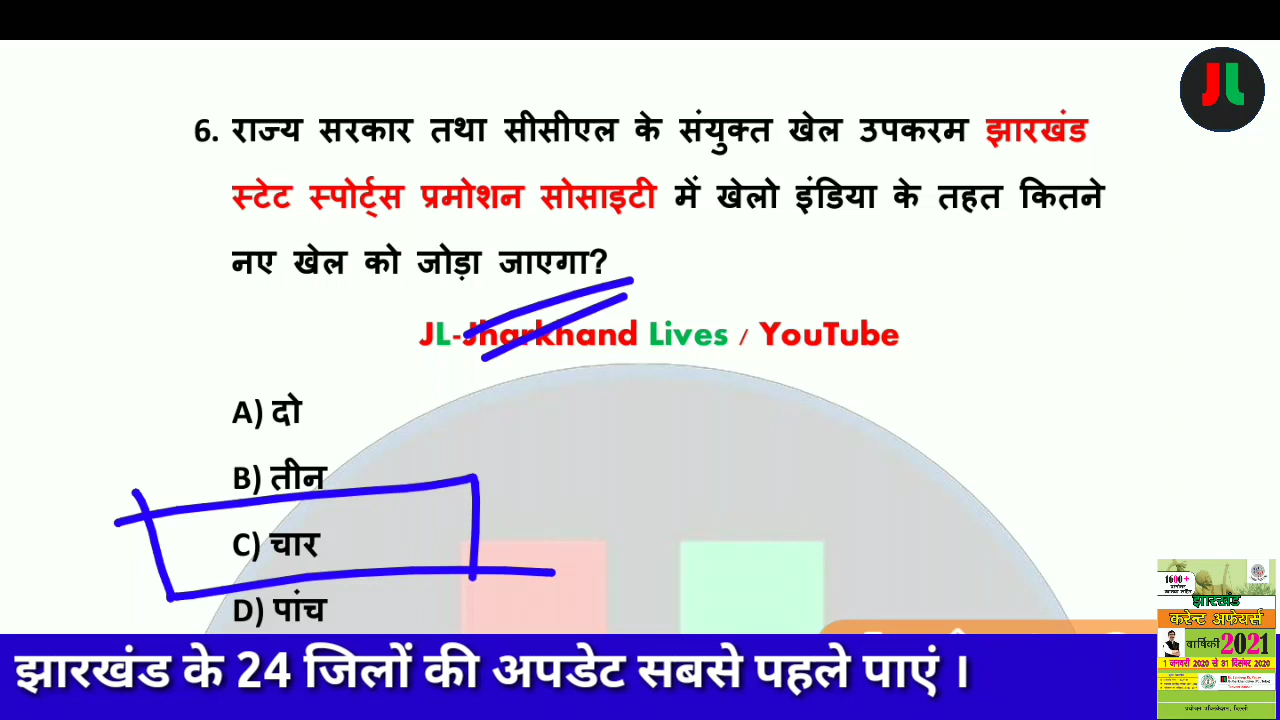 JL
6. राज्य सरकार तथा सीसीएल के संयुक्त खेल उपकरम झारखंड
स्टेट स्पोर्ट्स प्रमोशन सोसाइटी में खेलो इंडिया के तहत कितने
नए खेल को जोड़ा जाएगा?
JL-Jharkhand Lives / YouTube
A) दो
B) तीन
C) चार
D) पांच
1600+
झारखंड
करेन्ट अफेयर्स
वार्षिकी 2021
1 जनवरी 2020 से 31 दिसंबर 2020
झारखंड के 24 जिलों की अपडेट सबसे पहले पाएं ।